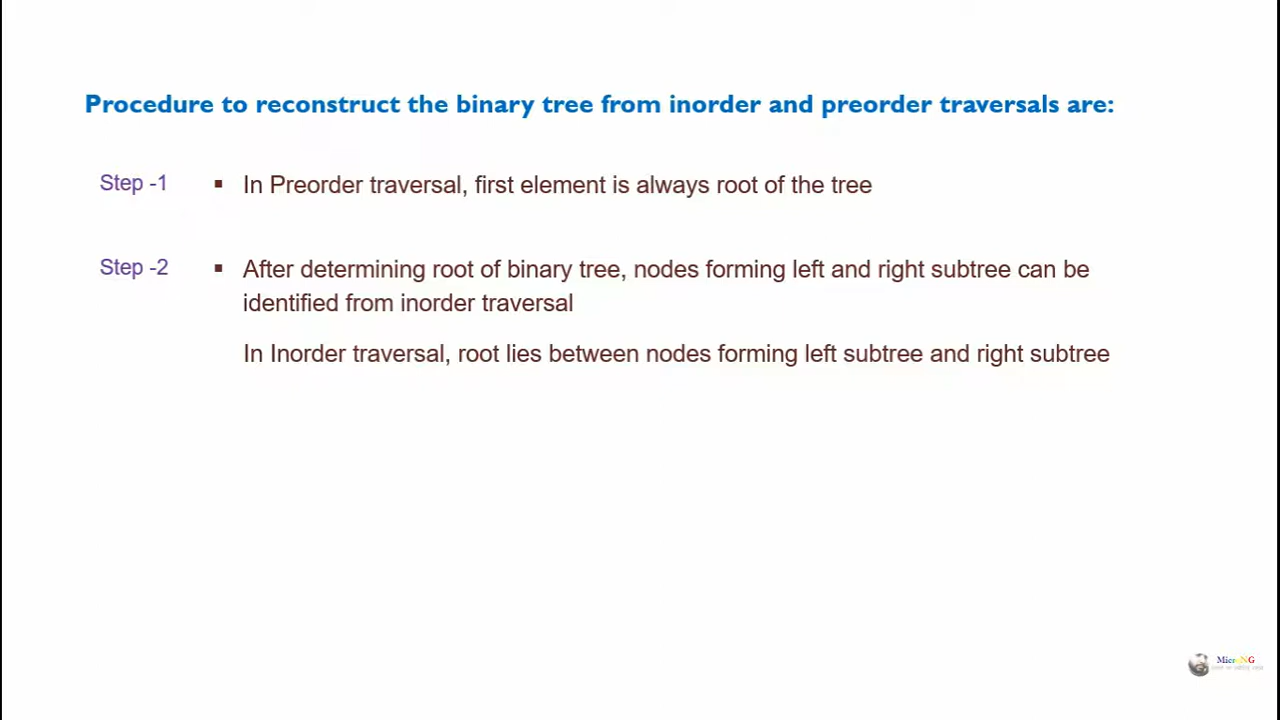 Procedure to reconstruct the binary tree from inorder and preorder traversals are:
Step -1 ▪ In Preorder traversal, first element is always root of the tree
Step -2 ▪ After determining root of binary tree, nodes forming left and right subtree can be
identified from inorder traversal
In Inorder traversal, root lies between nodes forming left subtree and right subtree
MicroNG